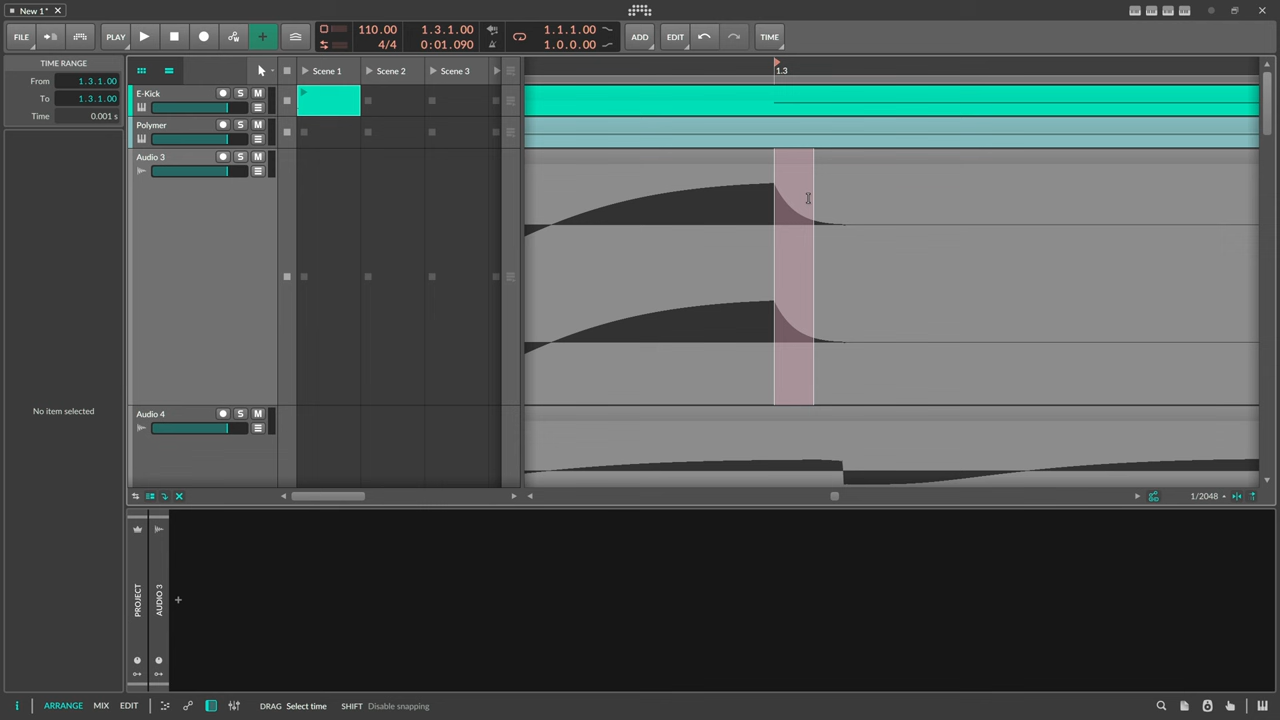 New 1*
FILE
PLAY
110.00
4/4
1.3.1.00
0:01.090
1.1.1.00
1.0.0.00
ADD
EDIT
TIME
TIME RANGE
From 1.3.1.00
To 1.3.1.00
Time 0.001 s
No item selected
Scene 1
Scene 2
Scene 3
1.3
E-Kick
S M
Polymer
S M
Audio 3
S M
Audio 4
S M
1/2048
PROJECT
AUDIO 3
i
ARRANGE
MIX
EDIT
DRAG Select time
SHIFT Disable snapping